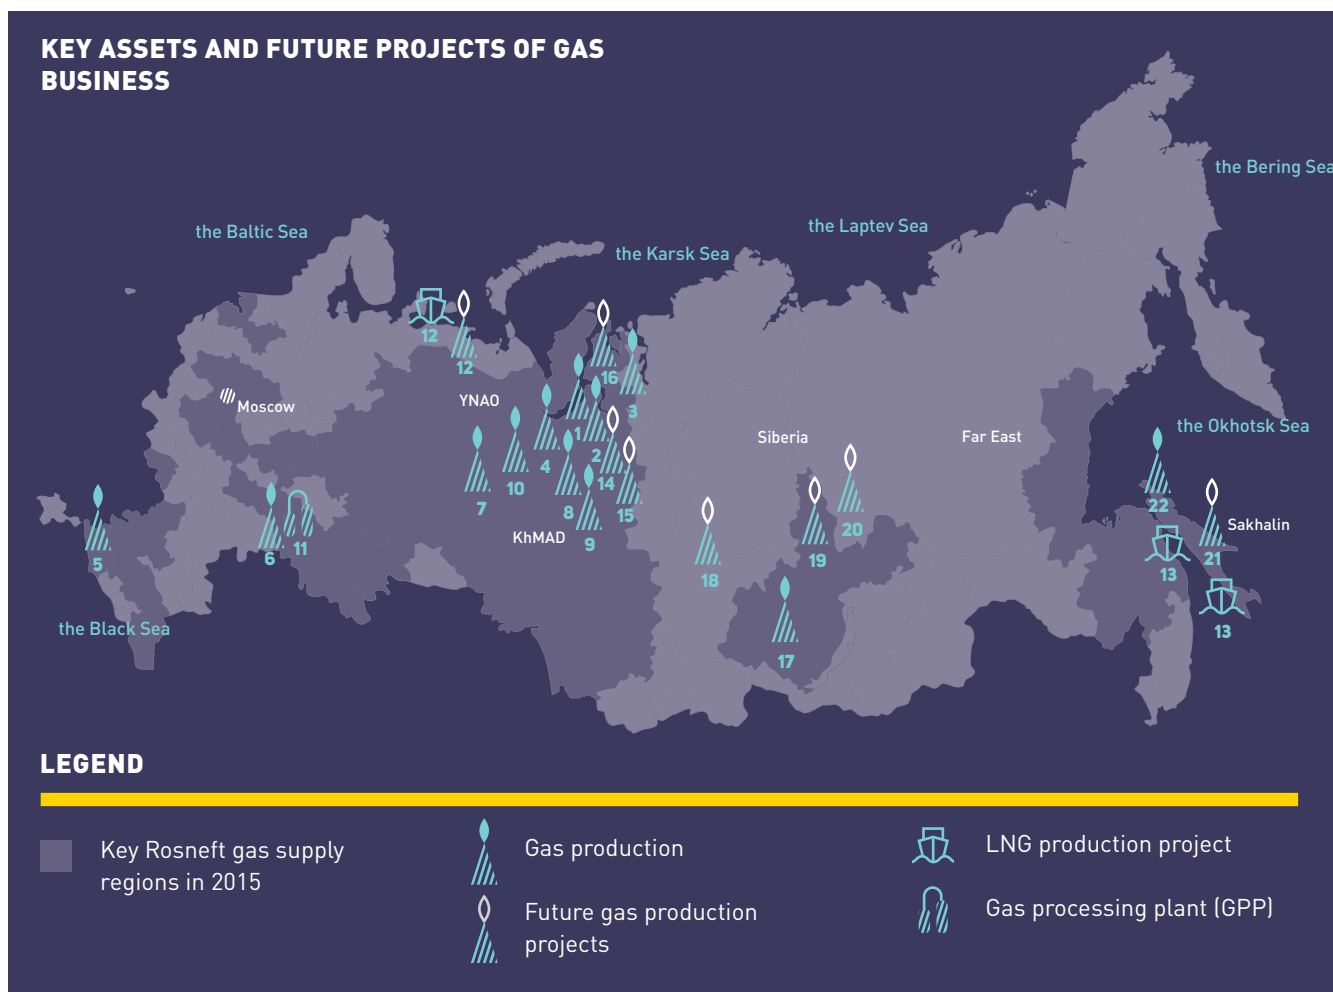 KEY ASSETS AND FUTURE PROJECTS OF GAS
BUSINESS
the Bering Sea
the Baltic Sea
the Laptev Sea
the Karsk Sea
12
12
16
YNAO
3
Moscow
1
the Okhotsk Sea
Siberia
Far East
2
4
14
10
7
8
15
22
KhMAD
9
Sakhalin
20
5
6
11
19
21
18
13
the Black Sea
13
17
LEGEND
Key Rosneft gas supply
regions in 2015
Gas production
Future gas production
projects
LNG production project
Gas processing plant (GPP)